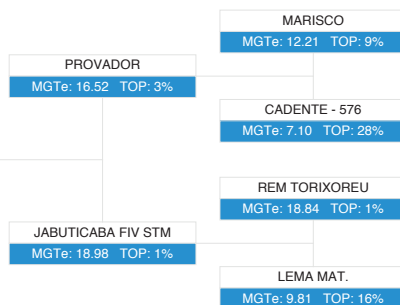 MARISCO
MGTe: 12.21 TOP: 9%
PROVADOR
MGTe: 16.52 TOP: 3%
CADENTE - 576
MGTe: 7.10 TOP: 28%
REM TORIXOREU
MGTe: 18.84 TOP: 1%
JABUTICABA FIV STM
MGTe: 18.98 TOP: 1%
LEMA MAT.
MGTe: 9.81 TOP: 16%